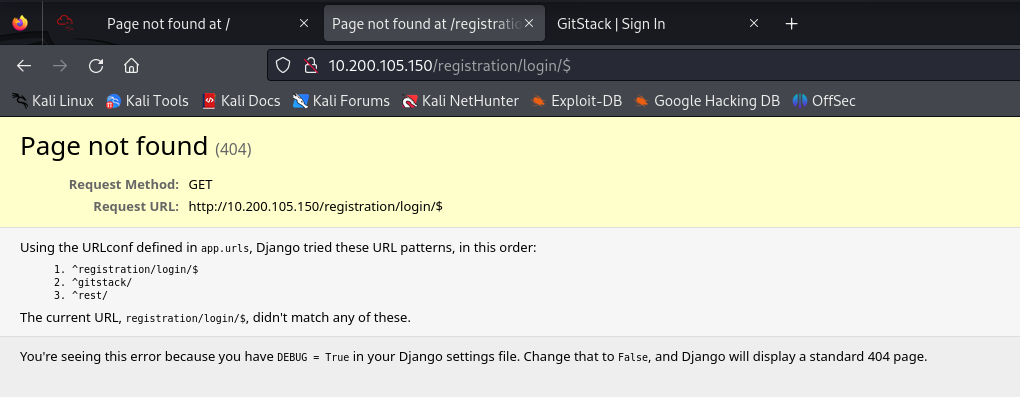 Page not found at /
Page not found at /registratio
GitStack | Sign In
10.200.105.150/registration/login/$
Kali Linux Kali Tools Kali Docs Kali Forums Kali NetHunter Exploit-DB Google Hacking DB OffSec
Page not found (404)
Request Method: GET
Request URL: http://10.200.105.150/registration/login/$
Using the URLconf defined in app.urls, Django tried these URL patterns, in this order:
1. ^registration/login/$
2. ^gitstack/
3. ^rest/
The current URL, registration/login/$, didn't match any of these.
You're seeing this error because you have DEBUG = True in your Django settings file. Change that to False, and Django will display a standard 404 page.